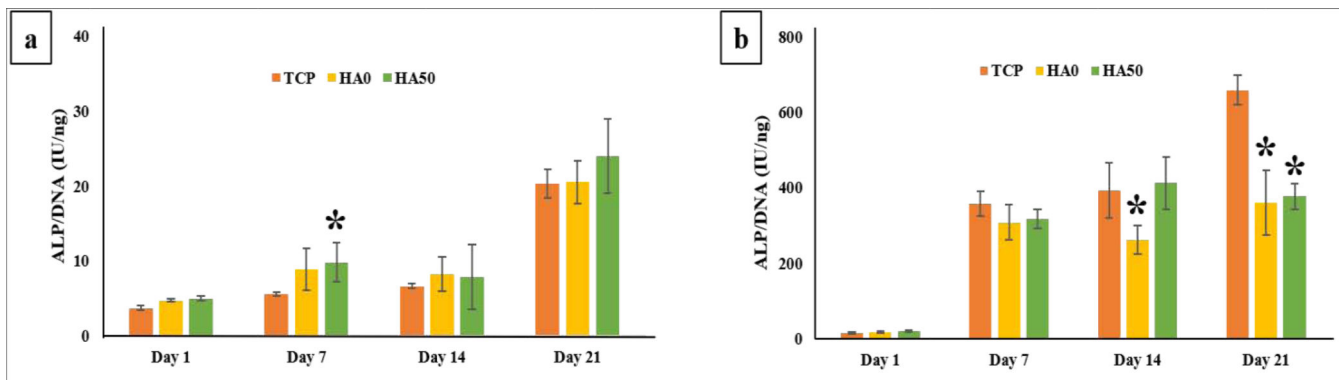 a
40
30
20
10
0
ALP/DNA (IU/ng)
TCP HA0 HA50
*
Day 1 Day 7 Day 14 Day 21
b
800
600
400
200
0
ALP/DNA (IU/ng)
TCP HA0 HA50
*
*
*
Day 1 Day 7 Day 14 Day 21